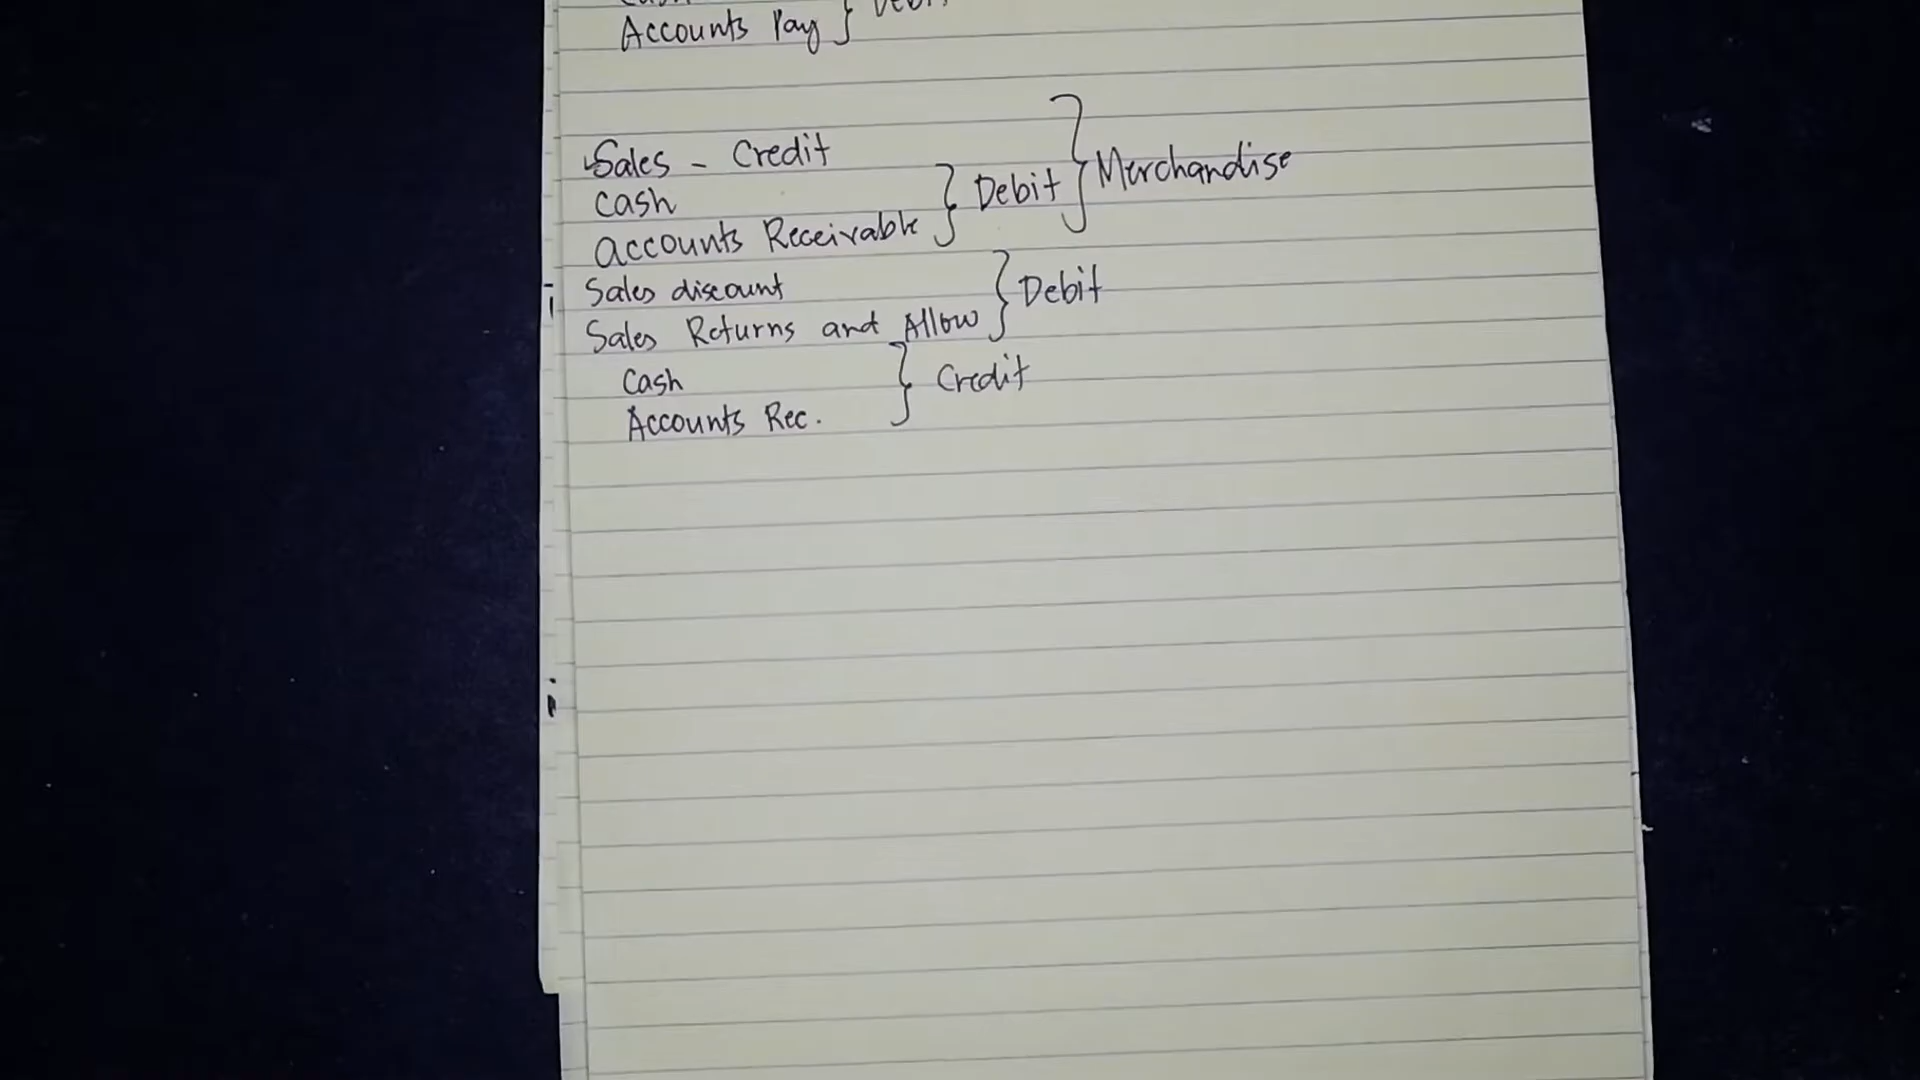 Accounts Pay }
Sales - Credit
Cash
Accounts Receivable } Debit } Merchandise
Sales discount
Sales Returns and Allow } Debit
Cash
Accounts Rec. } Credit